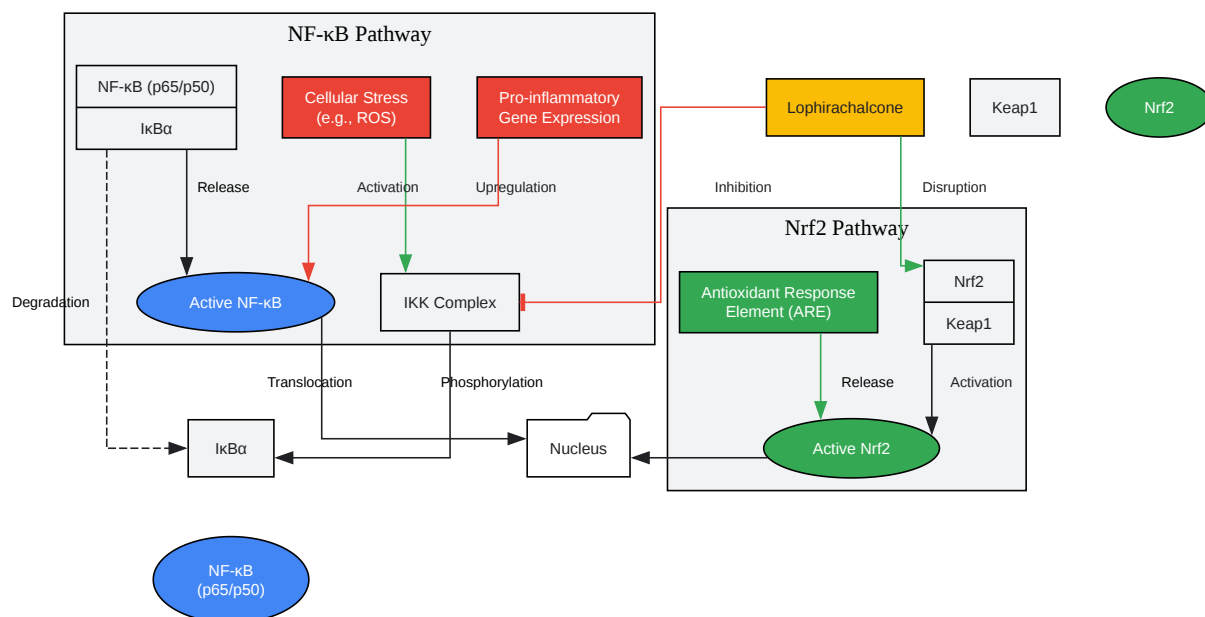 NF-κB Pathway
NF-κB (p65/p50)
IκBα
Cellular Stress
(e.g., ROS)
Pro-inflammatory
Gene Expression
Lophirachalcone
Keap1
Nrf2
Release
Activation
Upregulation
Inhibition
Disruption
Nrf2 Pathway
Degradation
Active NF-κB
IKK Complex
Antioxidant Response
Element (ARE)
Nrf2
Keap1
Translocation
Phosphorylation
Release
Activation
IκBα
Nucleus
Active Nrf2
NF-κB
(p65/p50)